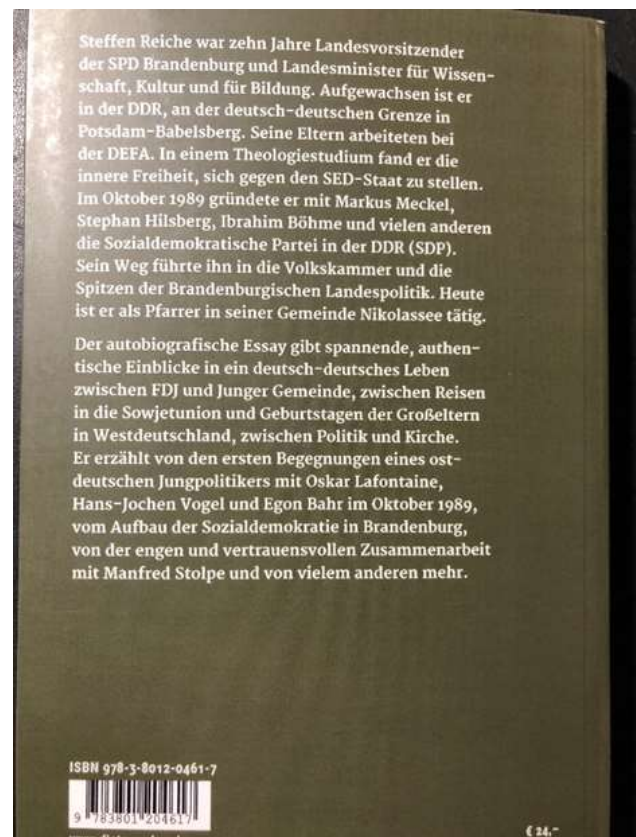 Steffen Reiche war zehn Jahre Landesvorsitzender
der SPD Brandenburg und Landesminister für Wissen-
schaft, Kultur und für Bildung. Aufgewachsen ist er
in der DDR, an der deutsch-deutschen Grenze in
Potsdam-Babelsberg. Seine Eltern arbeiteten bei
der DEFA. In einem Theologiestudium fand er die
innere Freiheit, sich gegen den SED-Staat zu stellen.
Im Oktober 1989 gründete er mit Markus Meckel,
Stephan Hilsberg, Ibrahim Böhme und vielen anderen
die Sozialdemokratische Partei in der DDR (SDP).
Sein Weg führte ihn in die Volkskammer und die
Spitzen der Brandenburgischen Landespolitik. Heute
ist er als Pfarrer in seiner Gemeinde Nikolassee tätig.
Der autobiografische Essay gibt spannende, authen-
tische Einblicke in ein deutsch-deutsches Leben
zwischen FDJ und Junger Gemeinde, zwischen Reisen
in die Sowjetunion und Geburtstagen der Großeltern
in Westdeutschland, zwischen Politik und Kirche.
Er erzählt von den ersten Begegnungen eines ost-
deutschen Jungpolitikers mit Oskar Lafontaine,
Hans-Jochen Vogel und Egon Bahr im Oktober 1989,
vom Aufbau der Sozialdemokratie in Brandenburg,
von der engen und vertrauensvollen Zusammenarbeit
mit Manfred Stolpe und von vielem anderen mehr.
ISBN 978-3-8012-0461-7
9 783801 204617
€ 24,-